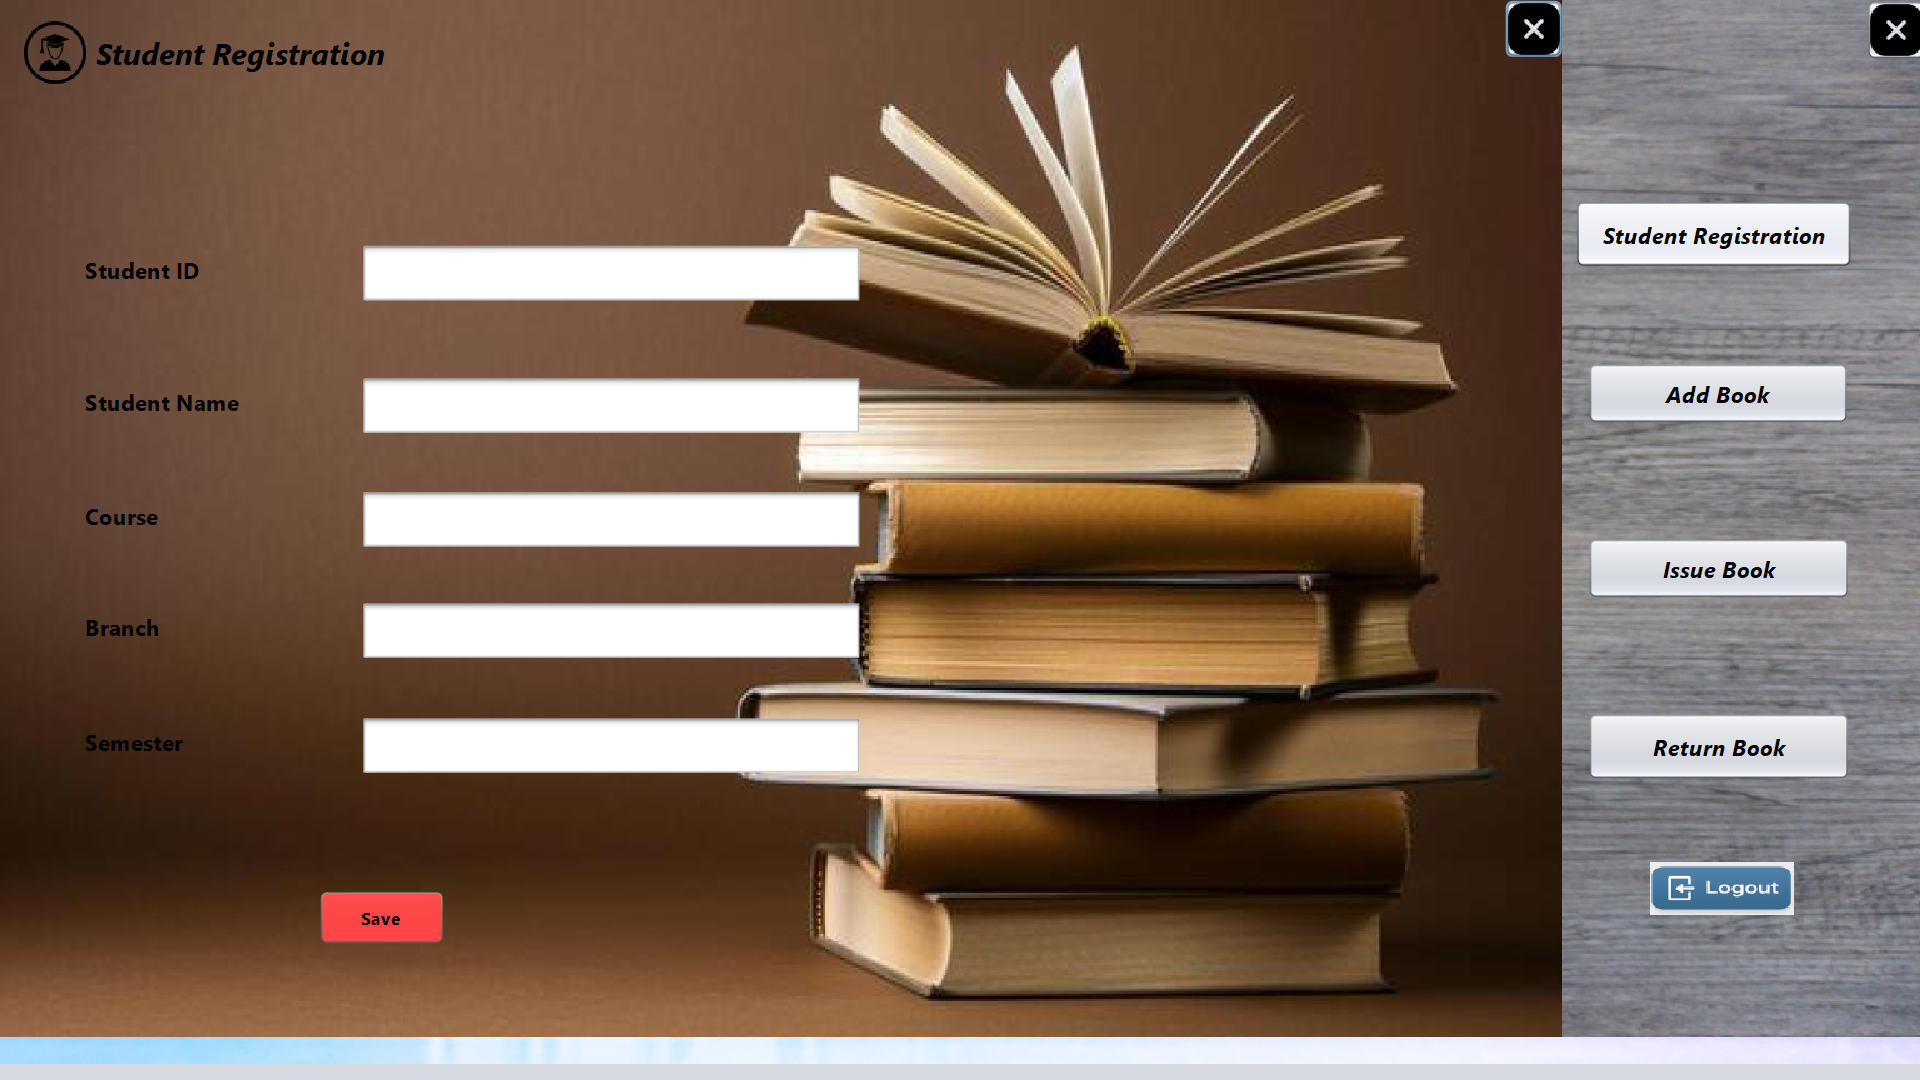 Student Registration
Student ID
Student Name
Course
Branch
Semester
Save
Student Registration
Add Book
Issue Book
Return Book
Logout